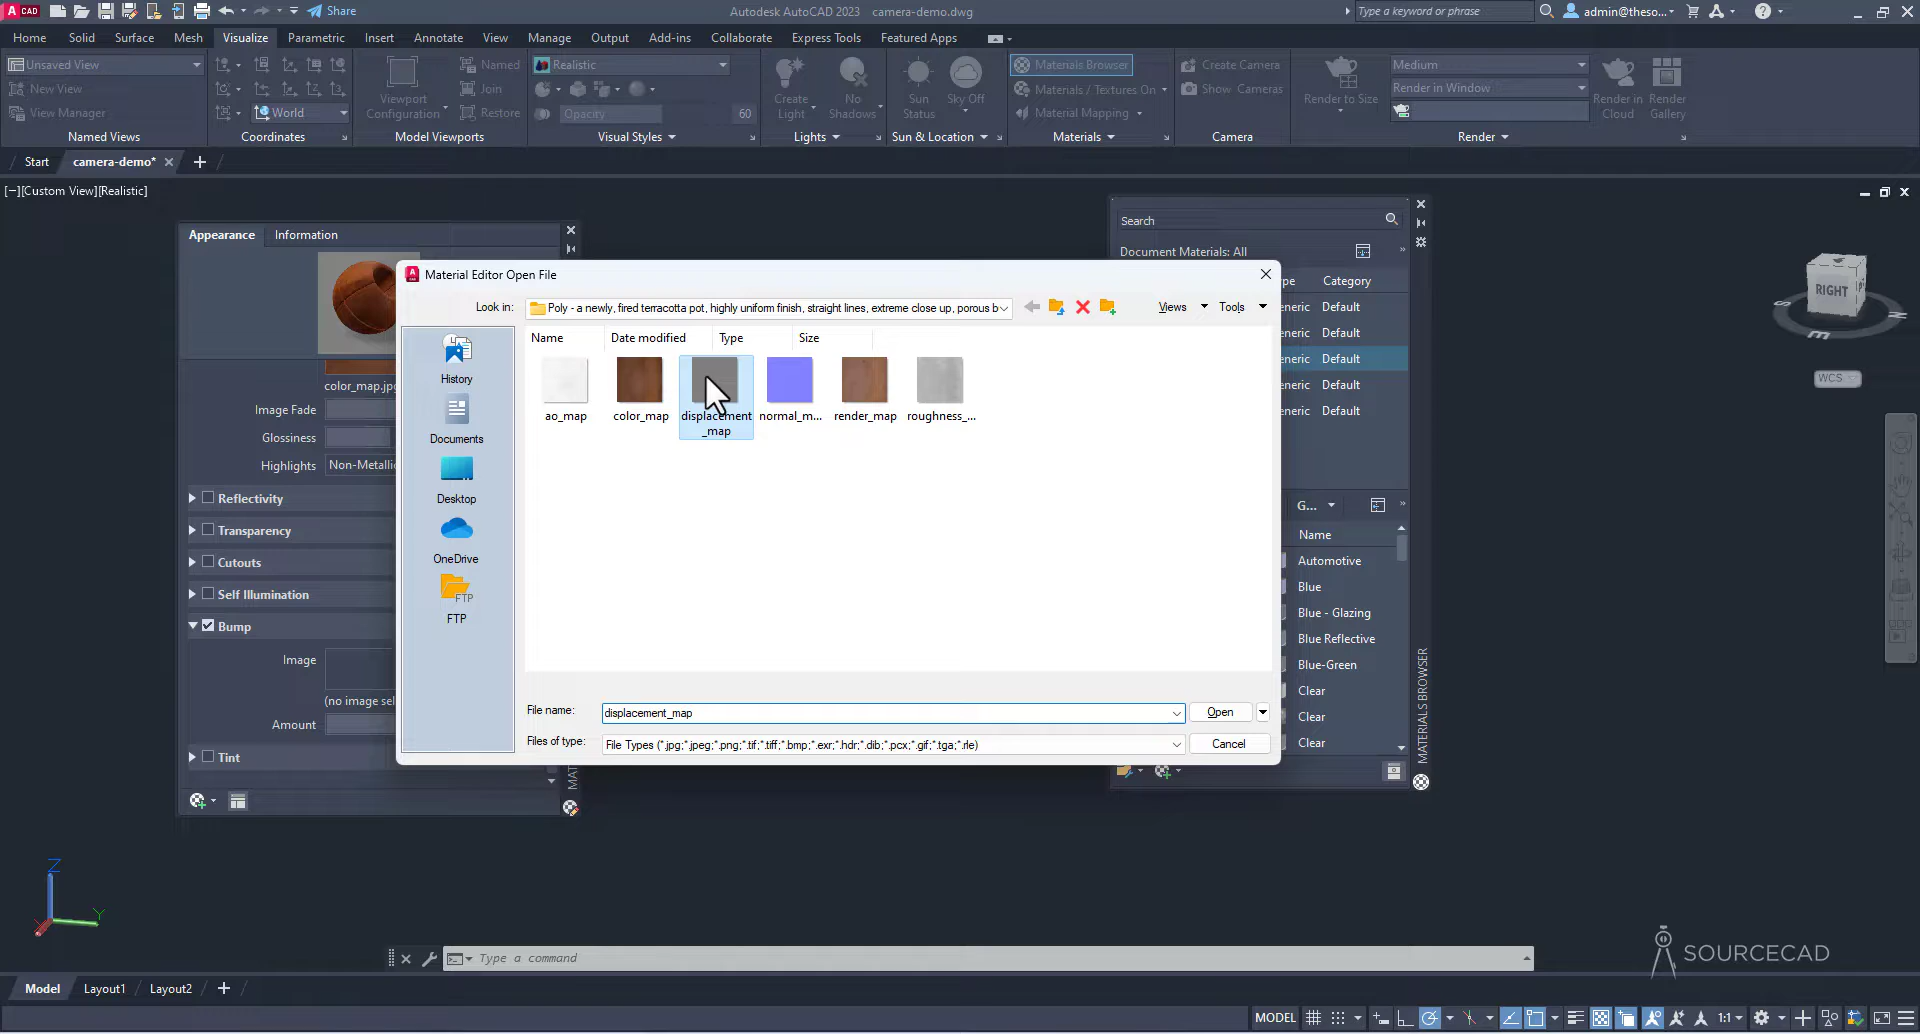 CAD
Share
Autodesk AutoCAD 2023 camera-demo.dwg
Type a keyword or phrase
admin@theso...
Home Solid Surface Mesh Visualize Parametric Insert Annotate View Manage Output Add-ins Collaborate Express Tools Featured Apps
Unsaved View
New View
View Manager
Named Views
World
Coordinates
Viewport
Configuration
Named
Join
Restore
Model Viewports
Realistic
Opacity 60
Visual Styles
Create
Light
No
Shadows
Lights
Sun
Status
Sky Off
Sun & Location
Materials Browser
Materials / Textures On
Material Mapping
Materials
Create Camera
Show Cameras
Camera
Render to Size
Medium
Render in Window
Render in
Cloud
Render
Gallery
Render
Start camera-demo*
[−][Custom View][Realistic]
Appearance Information
color_map.jp
Image Fade
Glossiness
Highlights Non-Metallic
Reflectivity
Transparency
Cutouts
Self Illumination
Bump
Image
(no image sel
Amount
Tint
MA
Material Editor Open File
Look in: Poly - a newly, fired terracotta pot, highly uniform finish, straight lines, extreme close up, porous b
Views Tools
History
Documents
Desktop
OneDrive
FTP
FTP
Name Date modified Type Size
ao_map color_map displacement
_map normal_m... render_map roughness_...
File name: displacement_map Open
Files of type: File Types (*.jpg;*.jpeg;*.png;*.tif;*.tiff;*.bmp;*.exr;*.hdr;*.dib;*.pcx;*.gif;*.tga;*.rle) Cancel
Search
Document Materials: All
pe Category
eneric Default
eneric Default
eneric Default
eneric Default
eneric Default
G...
Name
Automotive
Blue
Blue - Glazing
Blue Reflective
Blue-Green
Clear
Clear
Clear
MATERIALS BROWSER
RIGHT
S
E
N
WCS
Z
Y
X
SOURCECAD
Type a command
Model Layout1 Layout2
MODEL 1:1